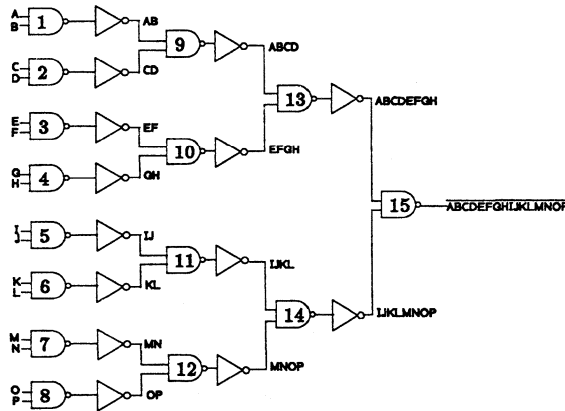 A
B
1
AB
9
ABCD
C
D
2
CD
13
ABCDEFGH
E
F
3
EF
10
EFGH
G
H
4
GH
15
ABCDEFGHIJKLMNOP
I
J
5
IJ
11
IJKL
K
L
6
KL
14
IJKLMNOP
M
N
7
MN
12
MNOP
O
P
8
OP